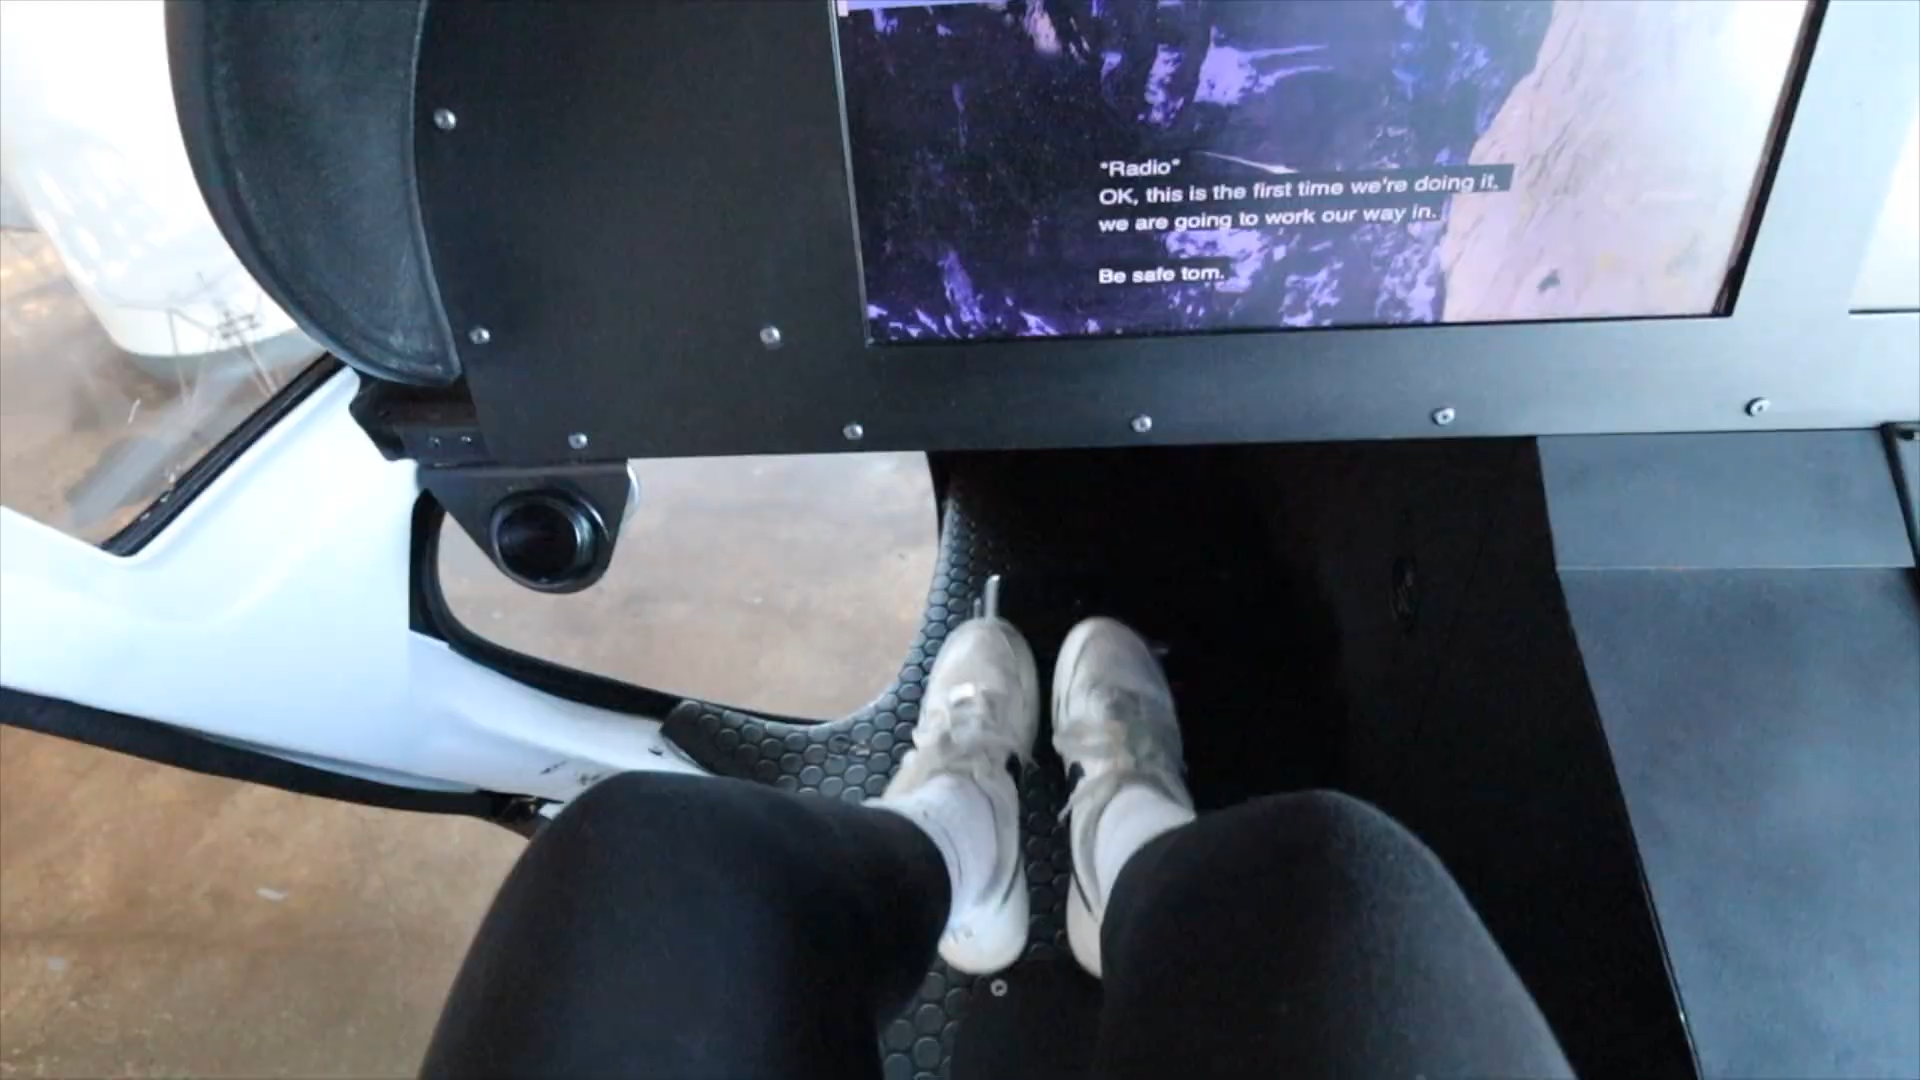 *Radio*
OK, this is the first time we're doing it,
we are going to work our way in.
Be safe tom.